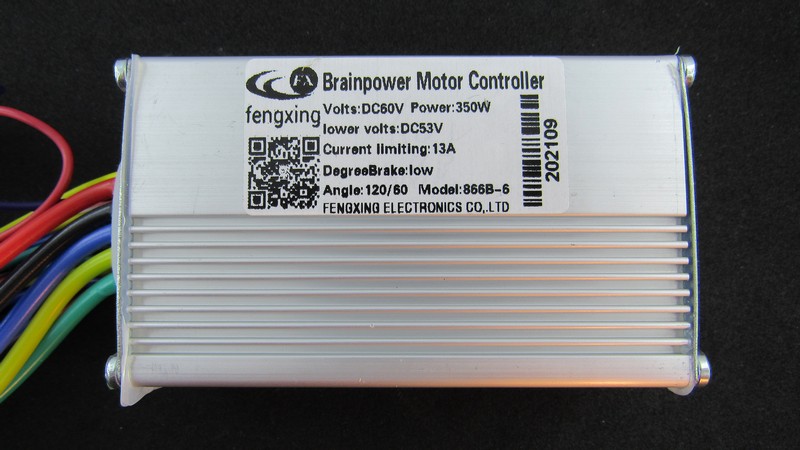 FX
fengxing
Brainpower Motor Controller
Volts:DC60V Power:350W
lower volts:DC53V
Current limiting:13A
DegreeBrake:low
Angle:120/60 Model:866B-6
FENGXING ELECTRONICS CO,.LTD
202109